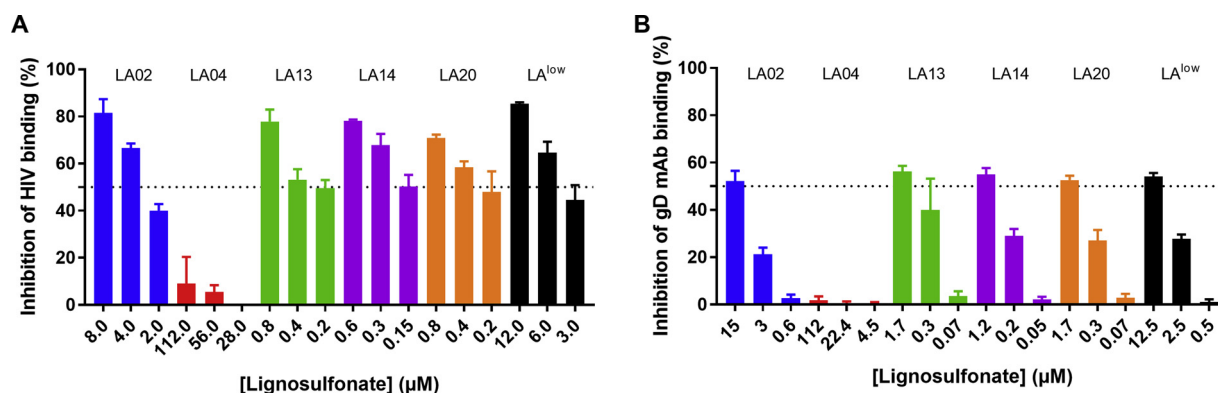 A
Inhibition of HIV binding (%)
100
80
60
40
20
0
LA02 LA04 LA13 LA14 LA20 LA^low
8.0 4.0 2.0 112.0 56.0 28.0 0.8 0.4 0.2 0.6 0.3 0.15 0.8 0.4 0.2 12.0 6.0 3.0
[Lignosulfonate] (µM)
B
Inhibition of gD mAb binding (%)
100
80
60
40
20
0
LA02 LA04 LA13 LA14 LA20 LA^low
15 3 0.6 112 22.4 4.5 1.7 0.3 0.07 1.2 0.2 0.05 1.7 0.3 0.07 12.5 2.5 0.5
[Lignosulfonate] (µM)